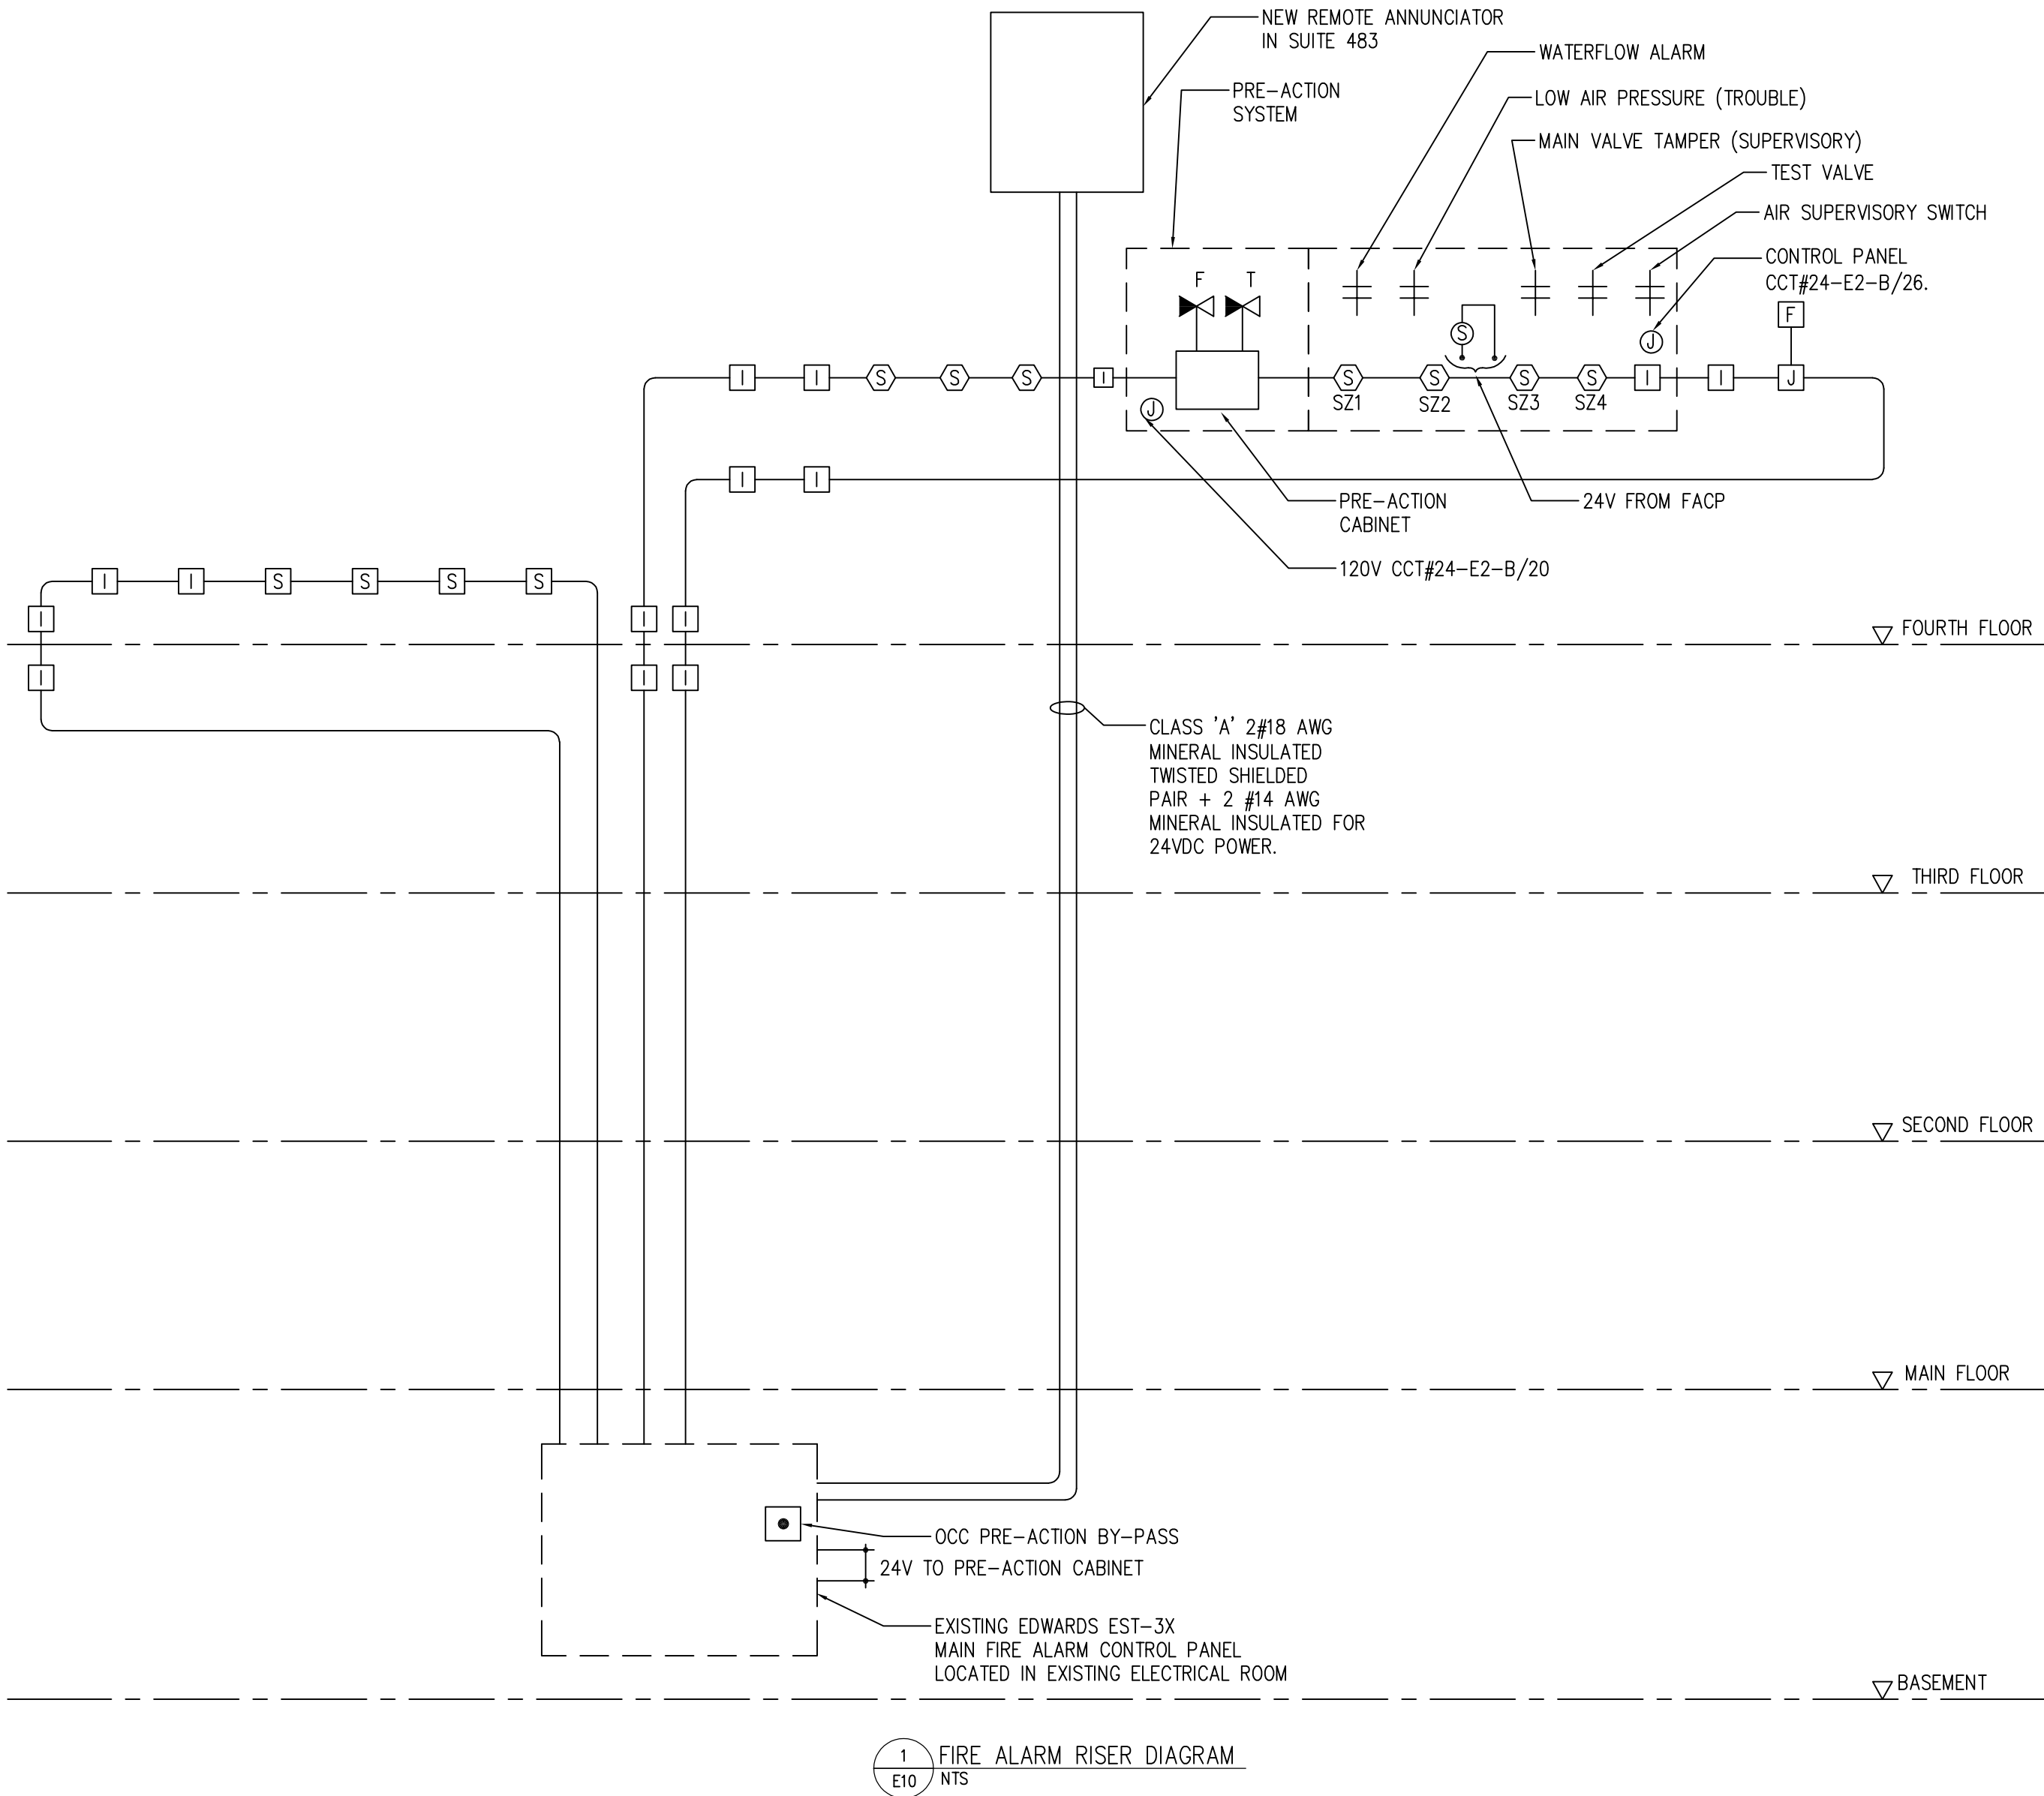 NEW REMOTE ANNUNCIATOR
IN SUITE 483
WATERFLOW ALARM
PRE-ACTION
SYSTEM
LOW AIR PRESSURE (TROUBLE)
MAIN VALVE TAMPER (SUPERVISORY)
TEST VALVE
AIR SUPERVISORY SWITCH
CONTROL PANEL
CCT#24-E2-B/26.
F T
F
S
J
I I S S S I S S S S I I J
SZ1 SZ2 SZ3 SZ4
J
I I
PRE-ACTION
CABINET
24V FROM FACP
120V CCT#24-E2-B/20
I I S S S S
I I I
FOURTH FLOOR
I I I
CLASS 'A' 2#18 AWG
MINERAL INSULATED
TWISTED SHIELDED
PAIR + 2 #14 AWG
MINERAL INSULATED FOR
24VDC POWER.
THIRD FLOOR
SECOND FLOOR
MAIN FLOOR
OCC PRE-ACTION BY-PASS
24V TO PRE-ACTION CABINET
EXISTING EDWARDS EST-3X
MAIN FIRE ALARM CONTROL PANEL
LOCATED IN EXISTING ELECTRICAL ROOM
BASEMENT
1 FIRE ALARM RISER DIAGRAM
E10 NTS